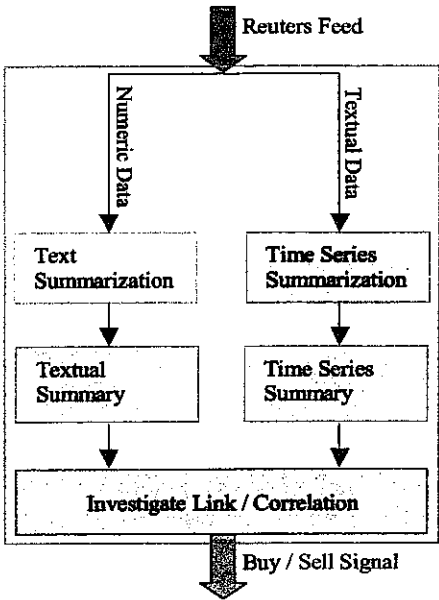 Reuters Feed
Numeric Data
Textual Data
Text
Summarization
Time Series
Summarization
Textual
Summary
Time Series
Summary
Investigate Link / Correlation
Buy / Sell Signal